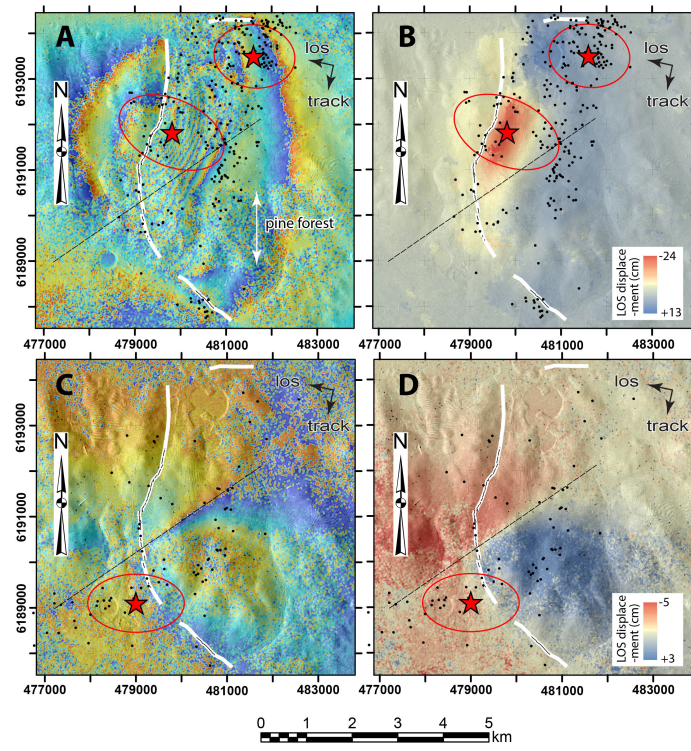 A
los
track
N
pine forest
6193000
6191000
6189000
477000
479000
481000
483000
B
los
track
N
LOS displace
-ment (cm)
-24
+13
477000
479000
481000
483000
C
los
track
N
6193000
6191000
6189000
477000
479000
481000
483000
D
los
track
N
LOS displace
-ment (cm)
-5
+3
477000
479000
481000
483000
0 1 2 3 4 5
km